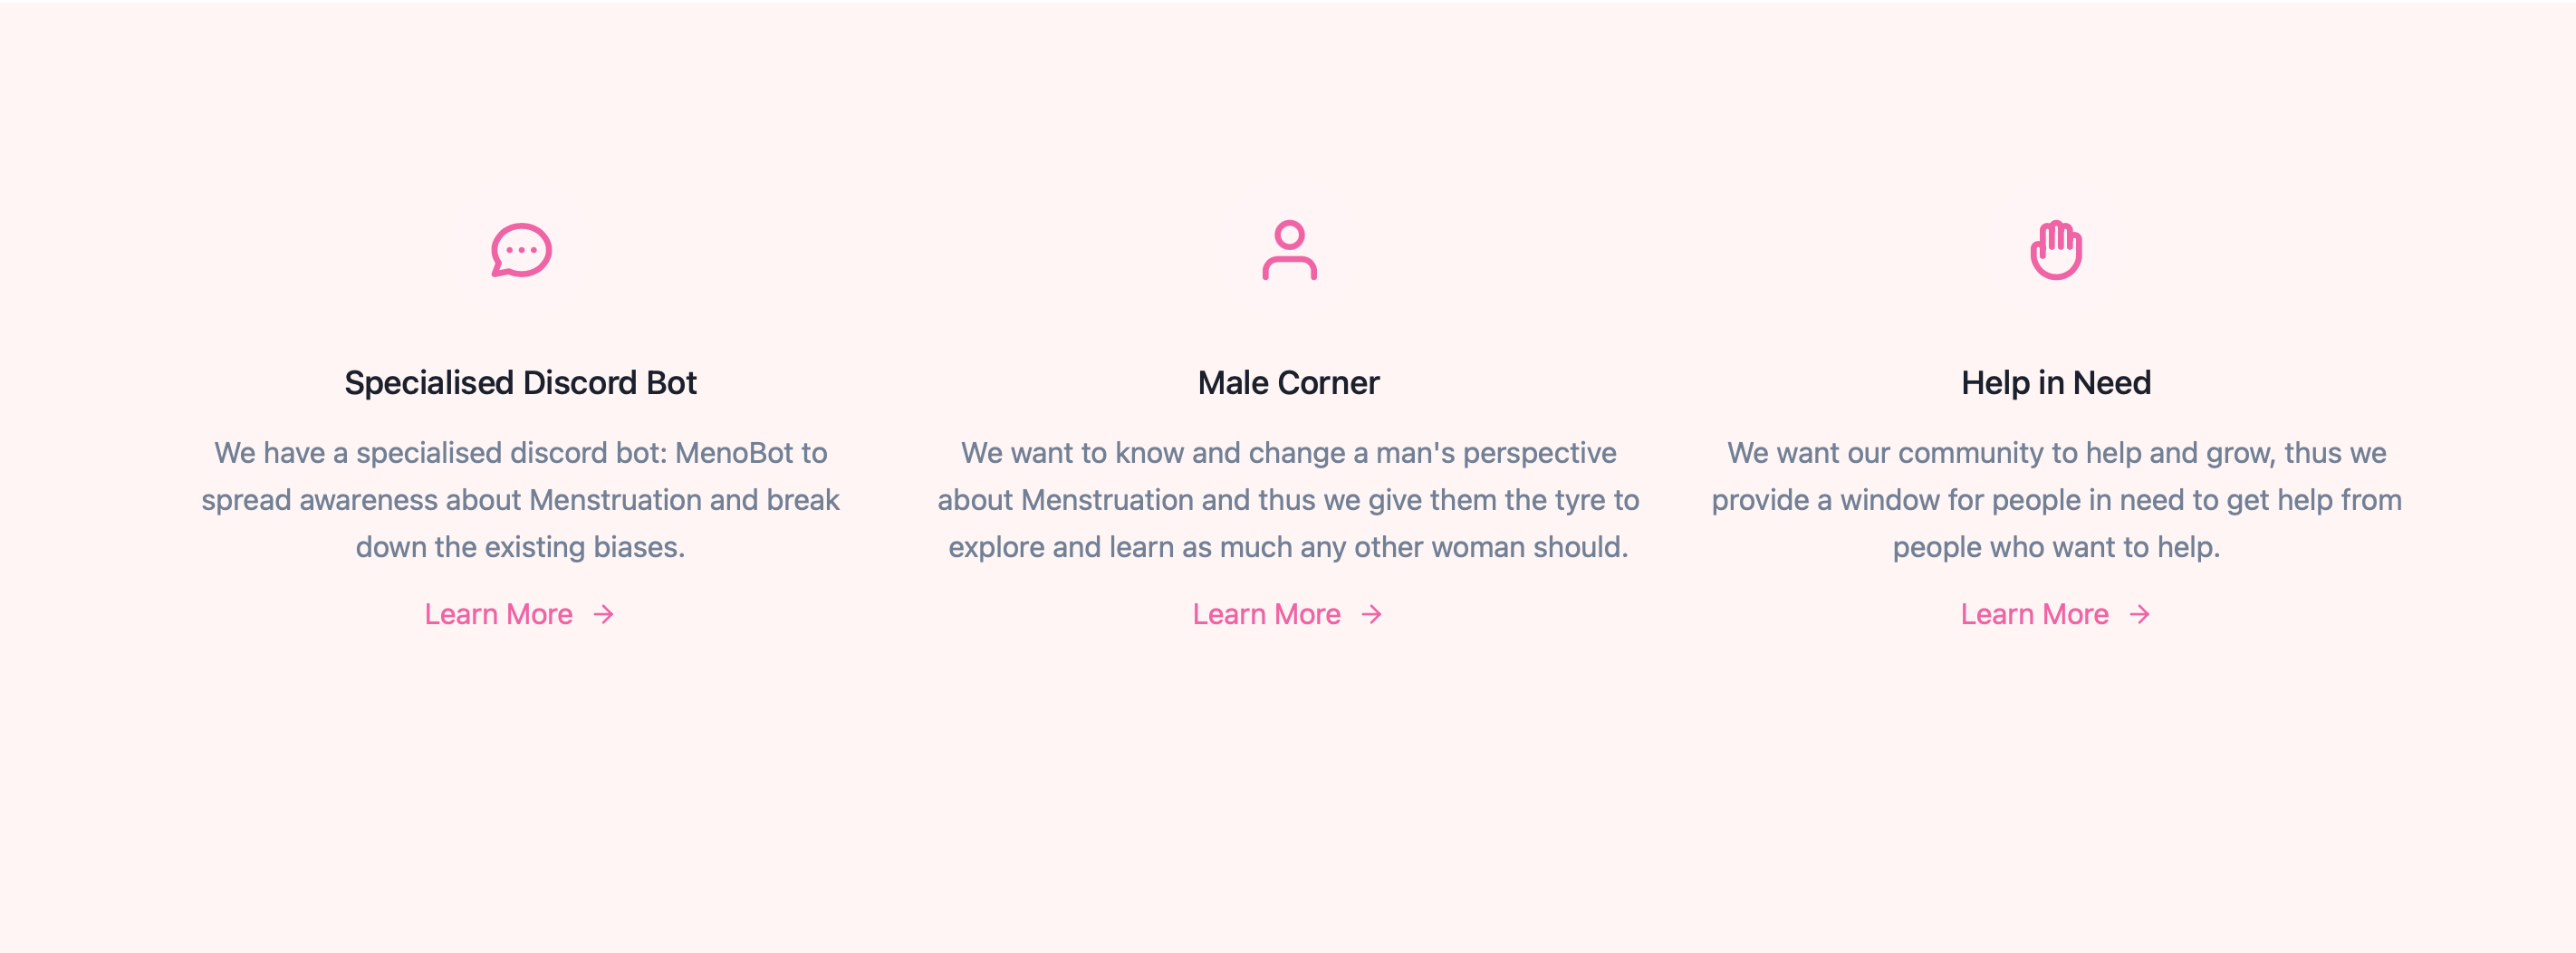 Specialised Discord Bot
We have a specialised discord bot: MenoBot to
spread awareness about Menstruation and break
down the existing biases.
Learn More →
Male Corner
We want to know and change a man's perspective
about Menstruation and thus we give them the tyre to
explore and learn as much any other woman should.
Learn More →
Help in Need
We want our community to help and grow, thus we
provide a window for people in need to get help from
people who want to help.
Learn More →